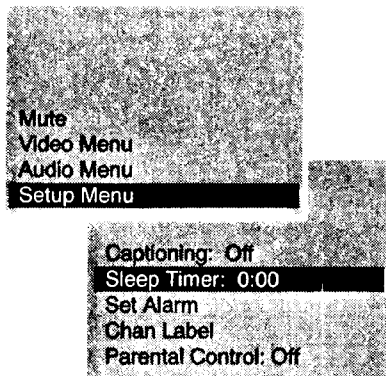 Mute
Video Menu
Audio Menu
Setup Menu
Captioning: Off
Sleep Timer: 0:00
Set Alarm
Chan Label
Parental Control: Off